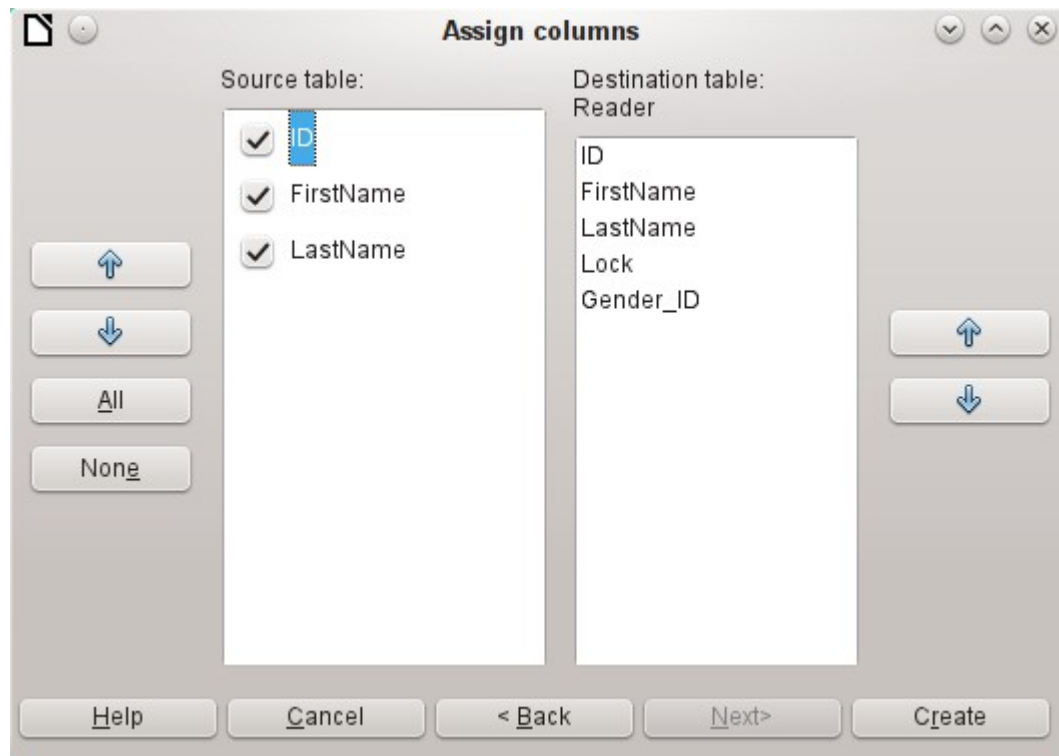 Assign columns
Source table:
ID
FirstName
LastName
Destination table:
Reader
ID
FirstName
LastName
Lock
Gender_ID
All
None
Help
Cancel
< Back
Next>
Create